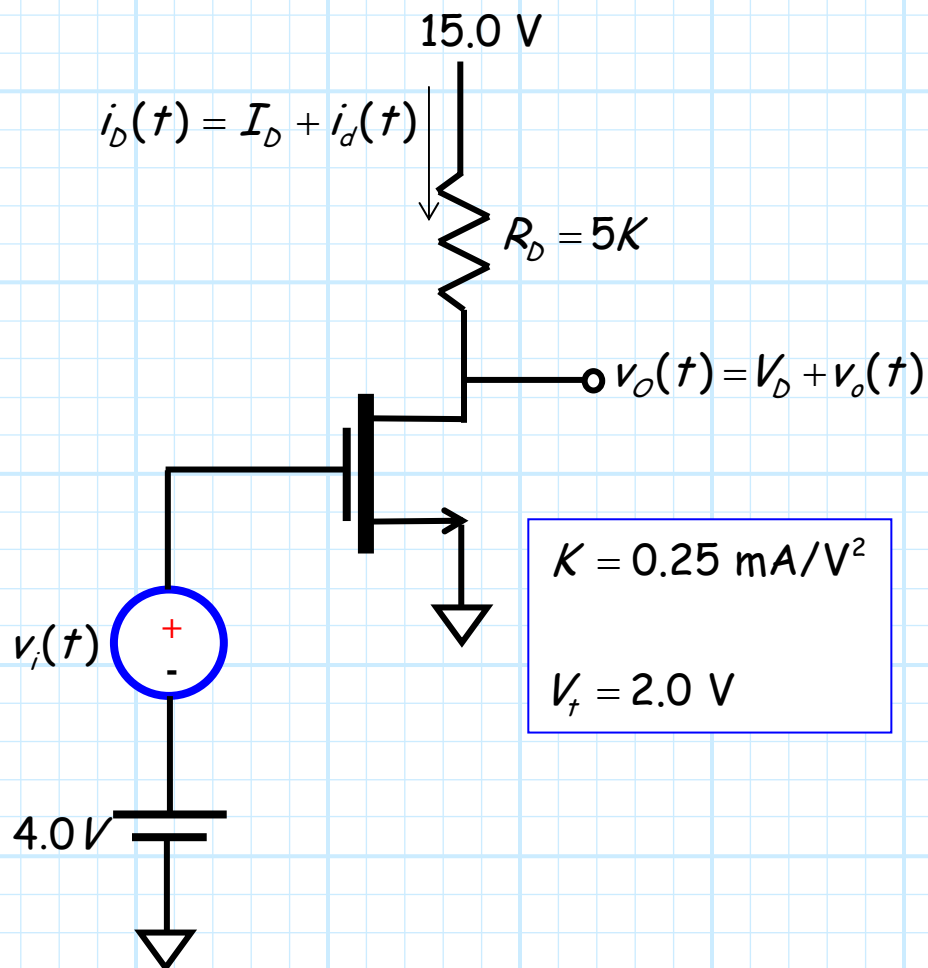 15.0 V
i_D(t) = I_D + i_d(t)
R_D = 5K
v_O(t) = V_D + v_o(t)
K = 0.25 mA/V²
v_i(t)
+
-
V_t = 2.0 V
4.0V